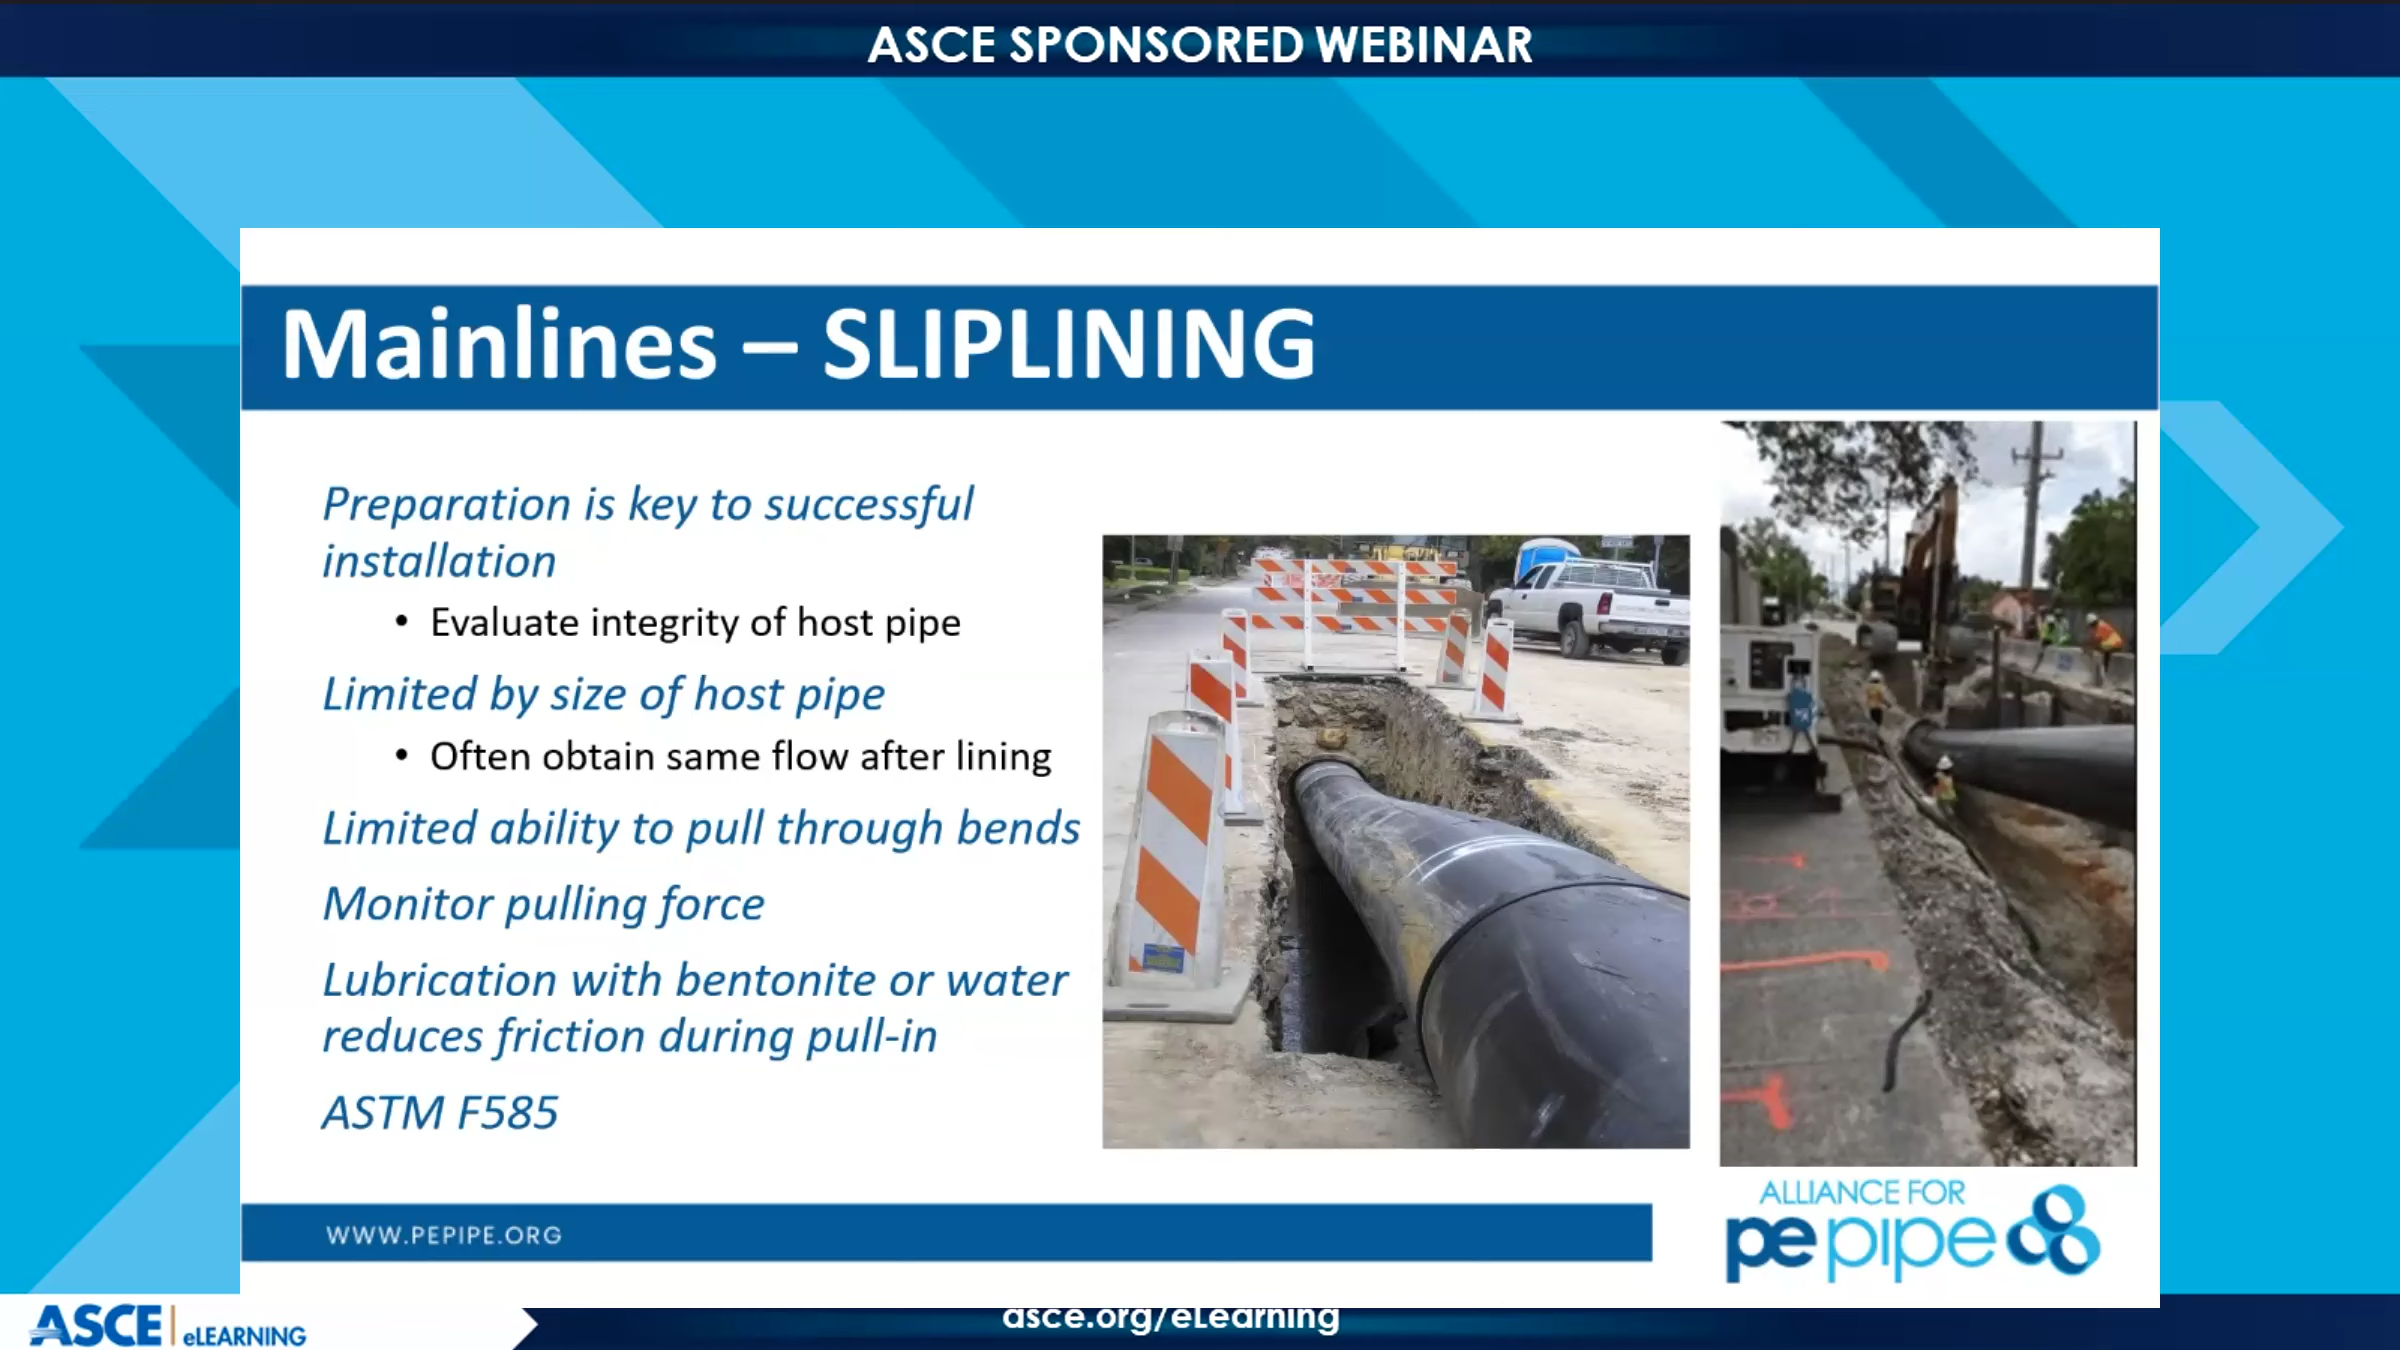 ASCE SPONSORED WEBINAR
Mainlines – SLIPLINING
Preparation is key to successful
installation
• Evaluate integrity of host pipe
Limited by size of host pipe
• Often obtain same flow after lining
Limited ability to pull through bends
Monitor pulling force
Lubrication with bentonite or water
reduces friction during pull-in
ASTM F585
WWW.PEPIPE.ORG
ALLIANCE FOR
pepipe
ASCE | eLEARNING
asce.org/eLearning